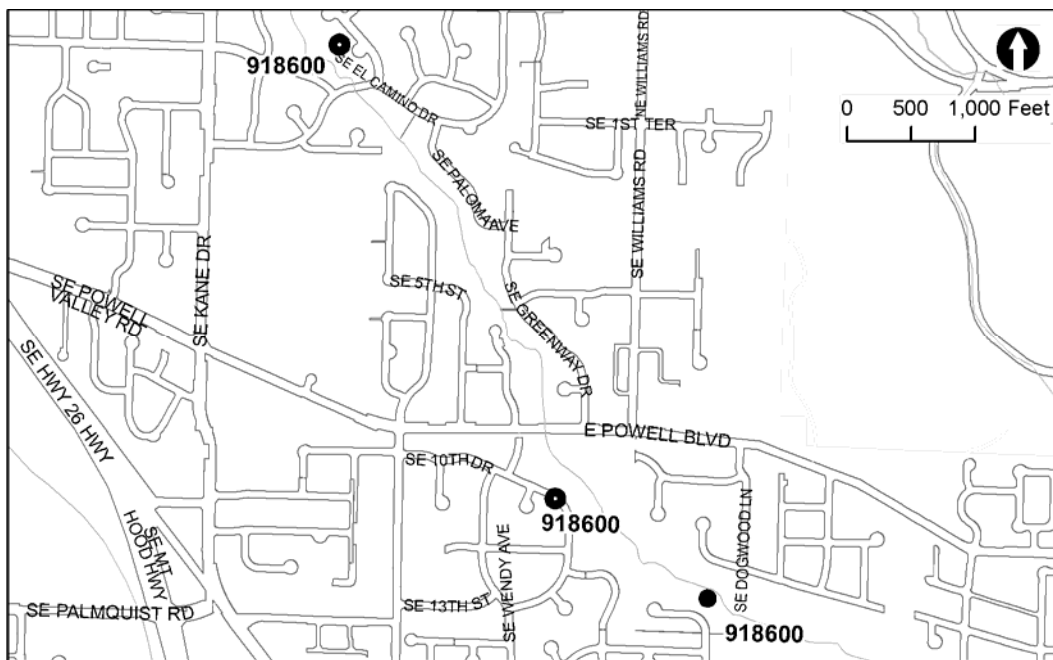 918600
SE EL CAMINO DR
NE WILLIAMS RD
0 500 1,000 Feet
SE 1ST TER
SE PALOMA AVE
SE WILLIAMS RD
SE KANE DR
SE 5TH ST
SE POWELL
VALLEY RD
SE GREENWAY DR
SE HWY 26 HWY
E POWELL BLVD
SE 10TH DR
918600
SE DOGWOOD LN
SE MT
HOOD HWY
SE WENDY AVE
SE PALMQUIST RD
SE 13TH ST
918600